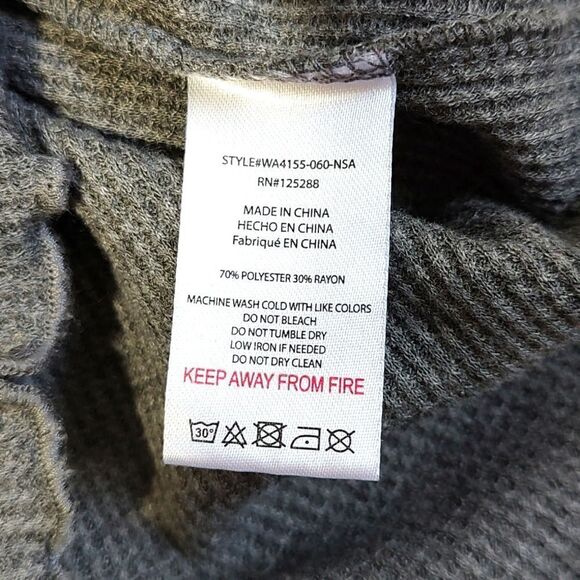 STYLE#WA4155-060-NSA
RN#125288
MADE IN CHINA
HECHO EN CHINA
Fabriqué EN CHINA
70% POLYESTER 30% RAYON
MACHINE WASH COLD WITH LIKE COLORS
DO NOT BLEACH
DO NOT TUMBLE DRY
LOW IRON IF NEEDED
DO NOT DRY CLEAN
KEEP AWAY FROM FIRE
30°